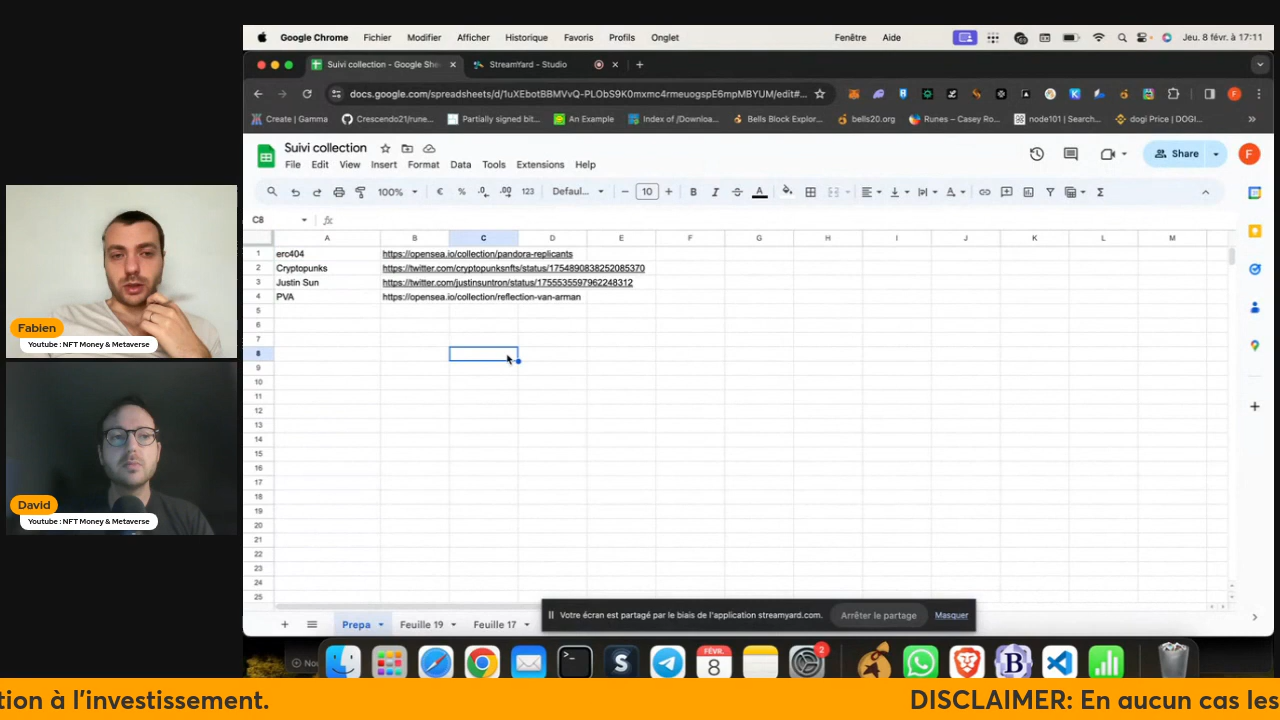 Google Chrome Fichier Modifier Afficher Historique Favoris Profils Onglet Fenêtre Aide Jeu. 8 févr. à 17:11
Suivi collection - Google She
StreamYard - Studio
docs.google.com/spreadsheets/d/1uXEbotBBMVvQ-PLObS9K0mxmc4rmeuogspE6mpMBYUM/edit#...
Create | Gamma Crescendo21/rune... Partially signed bit... An Example Index of /Downloa... Bells Block Explor... bells20.org Runes – Casey Ro... node101 | Search... dogi Price | DOGI... »
Suivi collection
File Edit View Insert Format Data Tools Extensions Help
Share
F
100% € % .0 .00 123 Defaul... 10 B I A
C8 fx
A B C D E F G H I J K L M
1 erc404 https://opensea.io/collection/pandora-replicants
2 Cryptopunks https://twitter.com/cryptopunksnfts/status/1754890838252085370
3 Justin Sun https://twitter.com/justinsuntron/status/1755535597962248312
4 PVA https://opensea.io/collection/reflection-van-arman
5
6
7
8
9
10
11
12
13
14
15
16
17
18
19
20
21
22
23
24
25
Votre écran est partagé par le biais de l'application streamyard.com. Arrêter le partage Masquer
Prepa Feuille 19 Feuille 17
Nou
FÉVR.
8
2
Fabien
Youtube : NFT Money & Metaverse
David
Youtube : NFT Money & Metaverse
tion à l'investissement. DISCLAIMER: En aucun cas les